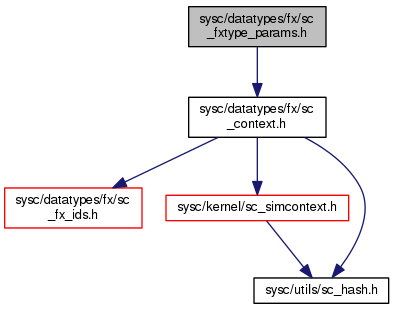 sysc/datatypes/fx/sc
_fxtype_params.h
sysc/datatypes/fx/sc
_context.h
sysc/datatypes/fx/sc
_fx_ids.h
sysc/kernel/sc_simcontext.h
sysc/utils/sc_hash.h